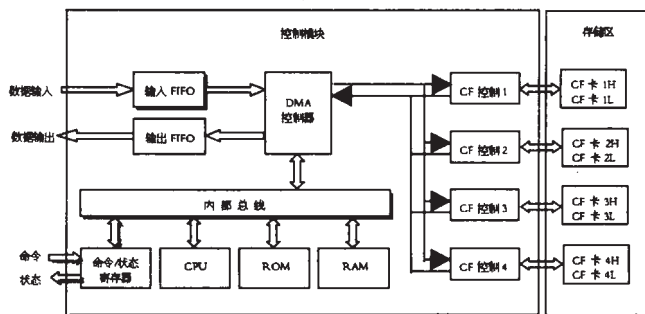 控制模块
存储区
数据输入
输入 FIFO
DMA
控制器
CF 控制 1
CF 卡 1H
CF 卡 1L
数据输出
输出 FIFO
CF 控制 2
CF 卡 2H
CF 卡 2L
内 部 总 线
CF 控制 3
CF 卡 3H
CF 卡 3L
命令
状态
命令/状态
寄存器
CPU
ROM
RAM
CF 控制 4
CF 卡 4H
CF 卡 4L